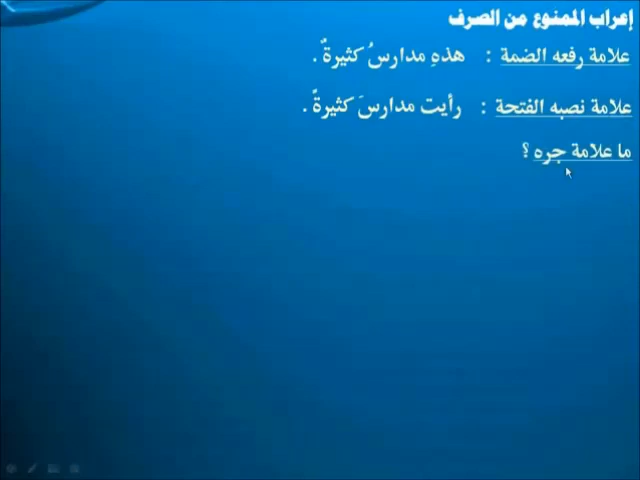 إعراب الممنوع من الصرف
علامة رفعه الضمة : هذهِ مدارسُ كثيرةٌ .
علامة نصبه الفتحة : رأيت مدارسَ كثيرةً .
ما علامة جره ؟